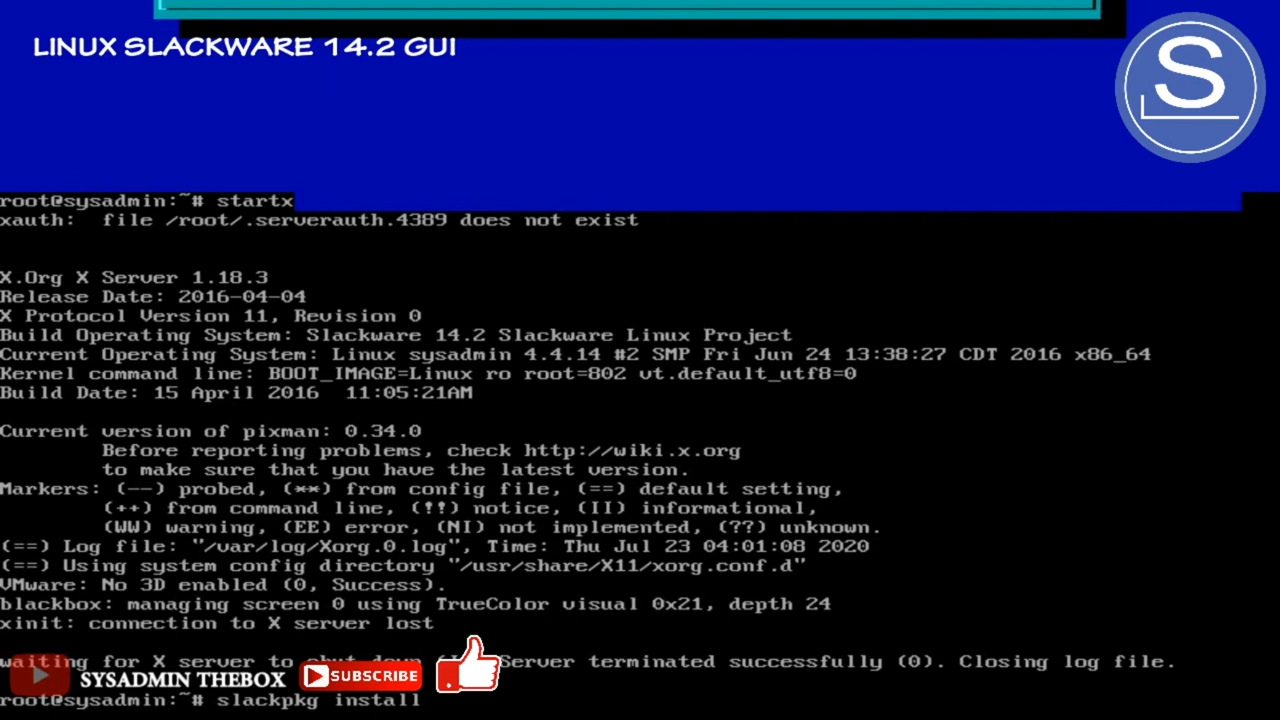 LINUX SLACKWARE 14.2 GUI
S
root@sysadmin:~# startx
xauth:  file /root/.serverauth.4389 does not exist
X.Org X Server 1.18.3
Release Date: 2016-04-04
X Protocol Version 11, Revision 0
Build Operating System: Slackware 14.2 Slackware Linux Project
Current Operating System: Linux sysadmin 4.4.14 #2 SMP Fri Jun 24 13:38:27 CDT 2016 x86_64
Kernel command line: BOOT_IMAGE=Linux ro root=802 vt.default_utf8=0
Build Date: 15 April 2016  11:05:21AM
Current version of pixman: 0.34.0
Before reporting problems, check http://wiki.x.org
to make sure that you have the latest version.
Markers: (--) probed, (**) from config file, (==) default setting,
(++) from command line, (!!) notice, (II) informational,
(WW) warning, (EE) error, (NI) not implemented, (??) unknown.
(==) Log file: "/var/log/Xorg.0.log", Time: Thu Jul 23 04:01:08 2020
(==) Using system config directory "/usr/share/X11/xorg.conf.d"
VMware: No 3D enabled (0, Success).
blackbox: managing screen 0 using TrueColor visual 0x21, depth 24
xinit: connection to X server lost
waiting for X server to shut down Server terminated successfully (0). Closing log file.
SYSADMIN THEBOX
SUBSCRIBE
root@sysadmin:~# slackpkg install